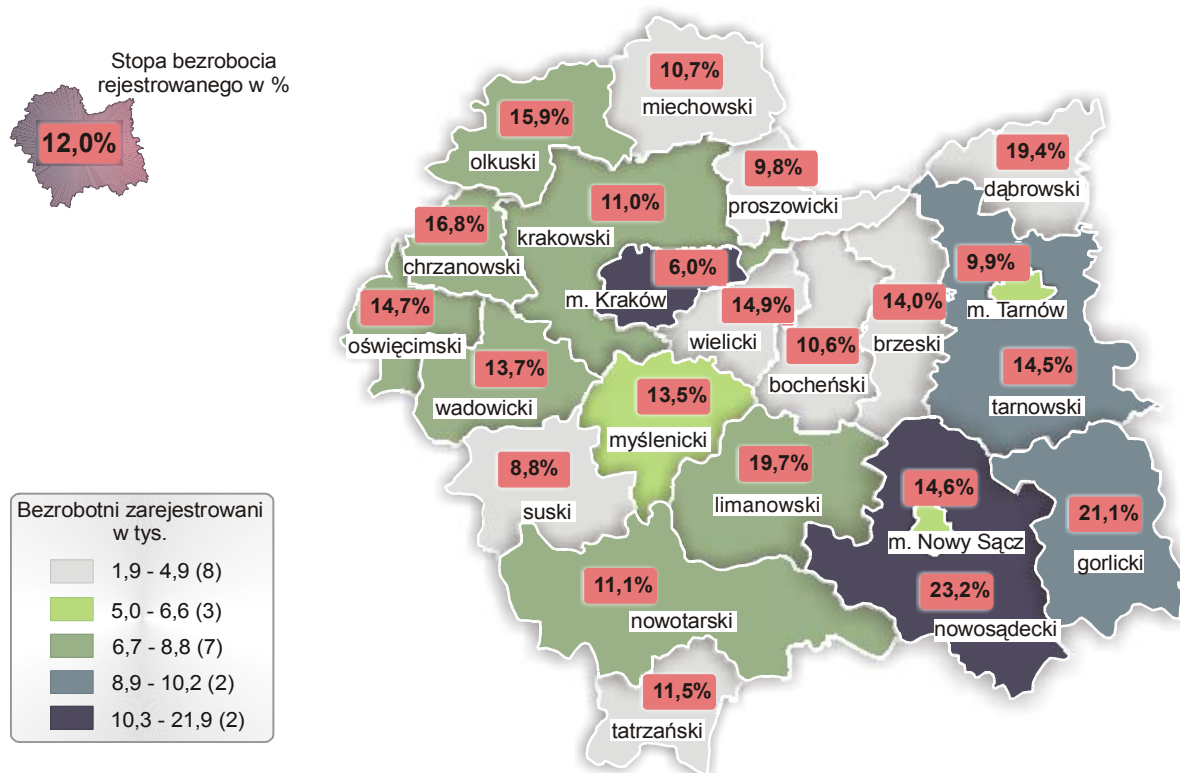 Stopa bezrobocia
rejestrowanego w %
12,0%
10,7%
miechowski
15,9%
olkuski
9,8%
proszowicki
19,4%
dąbrowski
11,0%
krakowski
16,8%
chrzanowski
6,0%
m. Kraków
9,9%
m. Tarnów
14,7%
oświęcimski
14,9%
wielicki
14,0%
brzeski
10,6%
bocheński
13,7%
wadowicki
14,5%
tarnowski
13,5%
myślenicki
8,8%
suski
19,7%
limanowski
14,6%
m. Nowy Sącz
21,1%
gorlicki
11,1%
nowotarski
23,2%
nowosądecki
11,5%
tatrzański
Bezrobotni zarejestrowani
w tys.
1,9 - 4,9 (8)
5,0 - 6,6 (3)
6,7 - 8,8 (7)
8,9 - 10,2 (2)
10,3 - 21,9 (2)